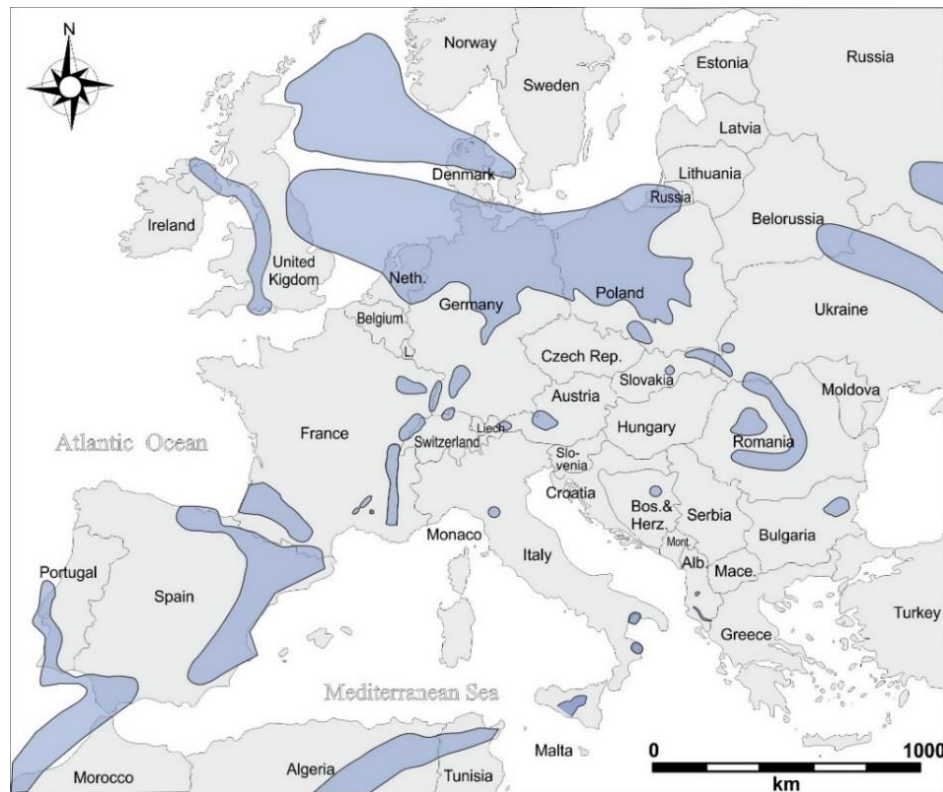 N
Norway
Sweden
Estonia
Russia
Latvia
Denmark
Lithuania
Russia
Belorussia
Ireland
United
Kigdom
Neth.
Germany
Poland
Belgium
Ukraine
L.
Czech Rep.
Slovakia
Moldova
Austria
France
Switzerland
Liech.
Hungary
Romania
Atlantic Ocean
Slo-
venia
Croatia
Bos.&
Herz.
Serbia
Monaco
Italy
Mont.
Bulgaria
Alb.
Mace.
Portugal
Spain
Greece
Turkey
Mediterranean Sea
Malta
Morocco
Algeria
Tunisia
0
1000
km